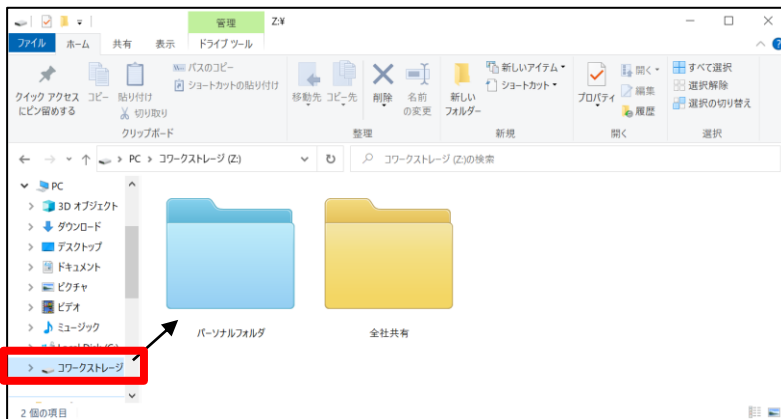 管理 Z:¥
ファイル ホーム 共有 表示 ドライブ ツール
クイック アクセス
にピン留めする
コピー
貼り付け
パスのコピー
ショートカットの貼り付け
切り取り
クリップボード
移動先
コピー先
削除
名前
の変更
整理
新しい
フォルダー
新しいアイテム
ショートカット
新規
プロパティ
開く
編集
履歴
開く
すべて選択
選択解除
選択の切り替え
選択
PC > コワークストレージ (Z:)
コワークストレージ (Z:)の検索
PC
3D オブジェクト
ダウンロード
デスクトップ
ドキュメント
ピクチャ
ビデオ
ミュージック
Local Disk (C:)
コワークストレージ
パーソナルフォルダ
全社共有
2 個の項目